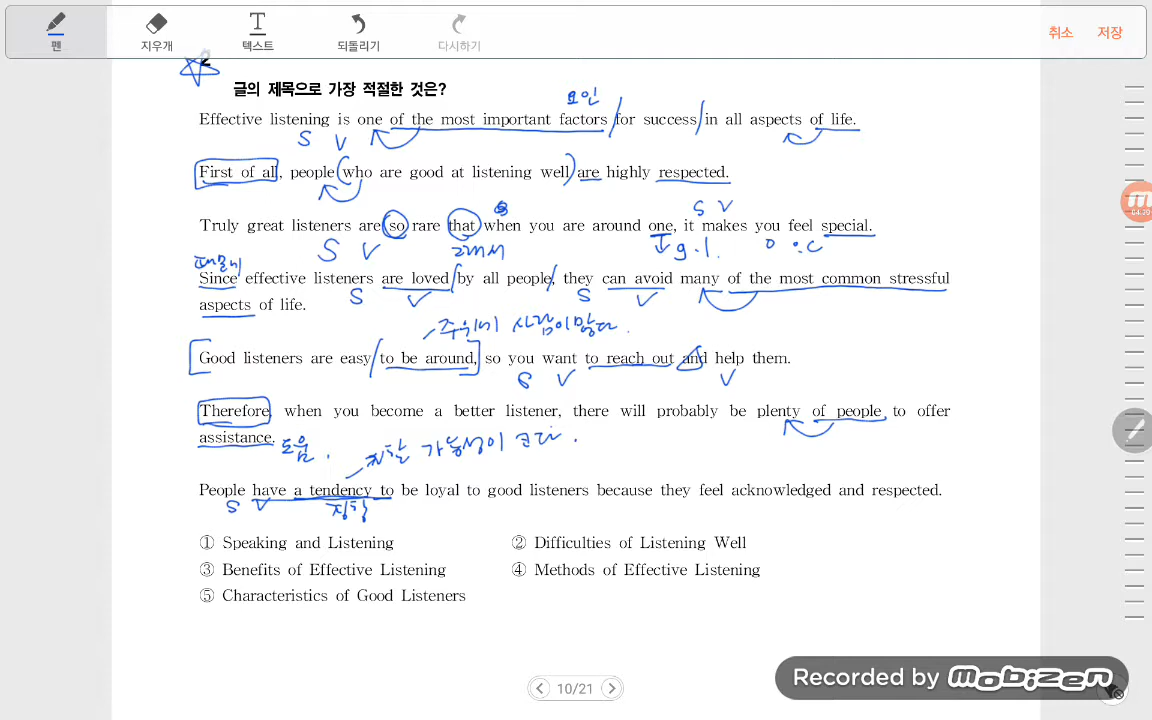 펜 지우개 텍스트 되돌리기 다시하기 취소 저장
2
글의 제목으로 가장 적절한 것은?
요인
Effective listening is one of the most important factors for success in all aspects of life.
S V
First of all, people who are good at listening well are highly respected.
S V
Truly great listeners are so rare that when you are around one, it makes you feel special.
S V 그래서 g.l. o o.c
때문에
Since effective listeners are loved by all people, they can avoid many of the most common stressful
S V S V
aspects of life.
주위에 사람이 많다.
Good listeners are easy to be around, so you want to reach out and help them.
S V V
Therefore, when you become a better listener, there will probably be plenty of people to offer
assistance.
도움.
가능성이 크다.
People have a tendency to be loyal to good listeners because they feel acknowledged and respected.
S V
① Speaking and Listening ② Difficulties of Listening Well
③ Benefits of Effective Listening ④ Methods of Effective Listening
⑤ Characteristics of Good Listeners
10/21
Recorded by mobizen